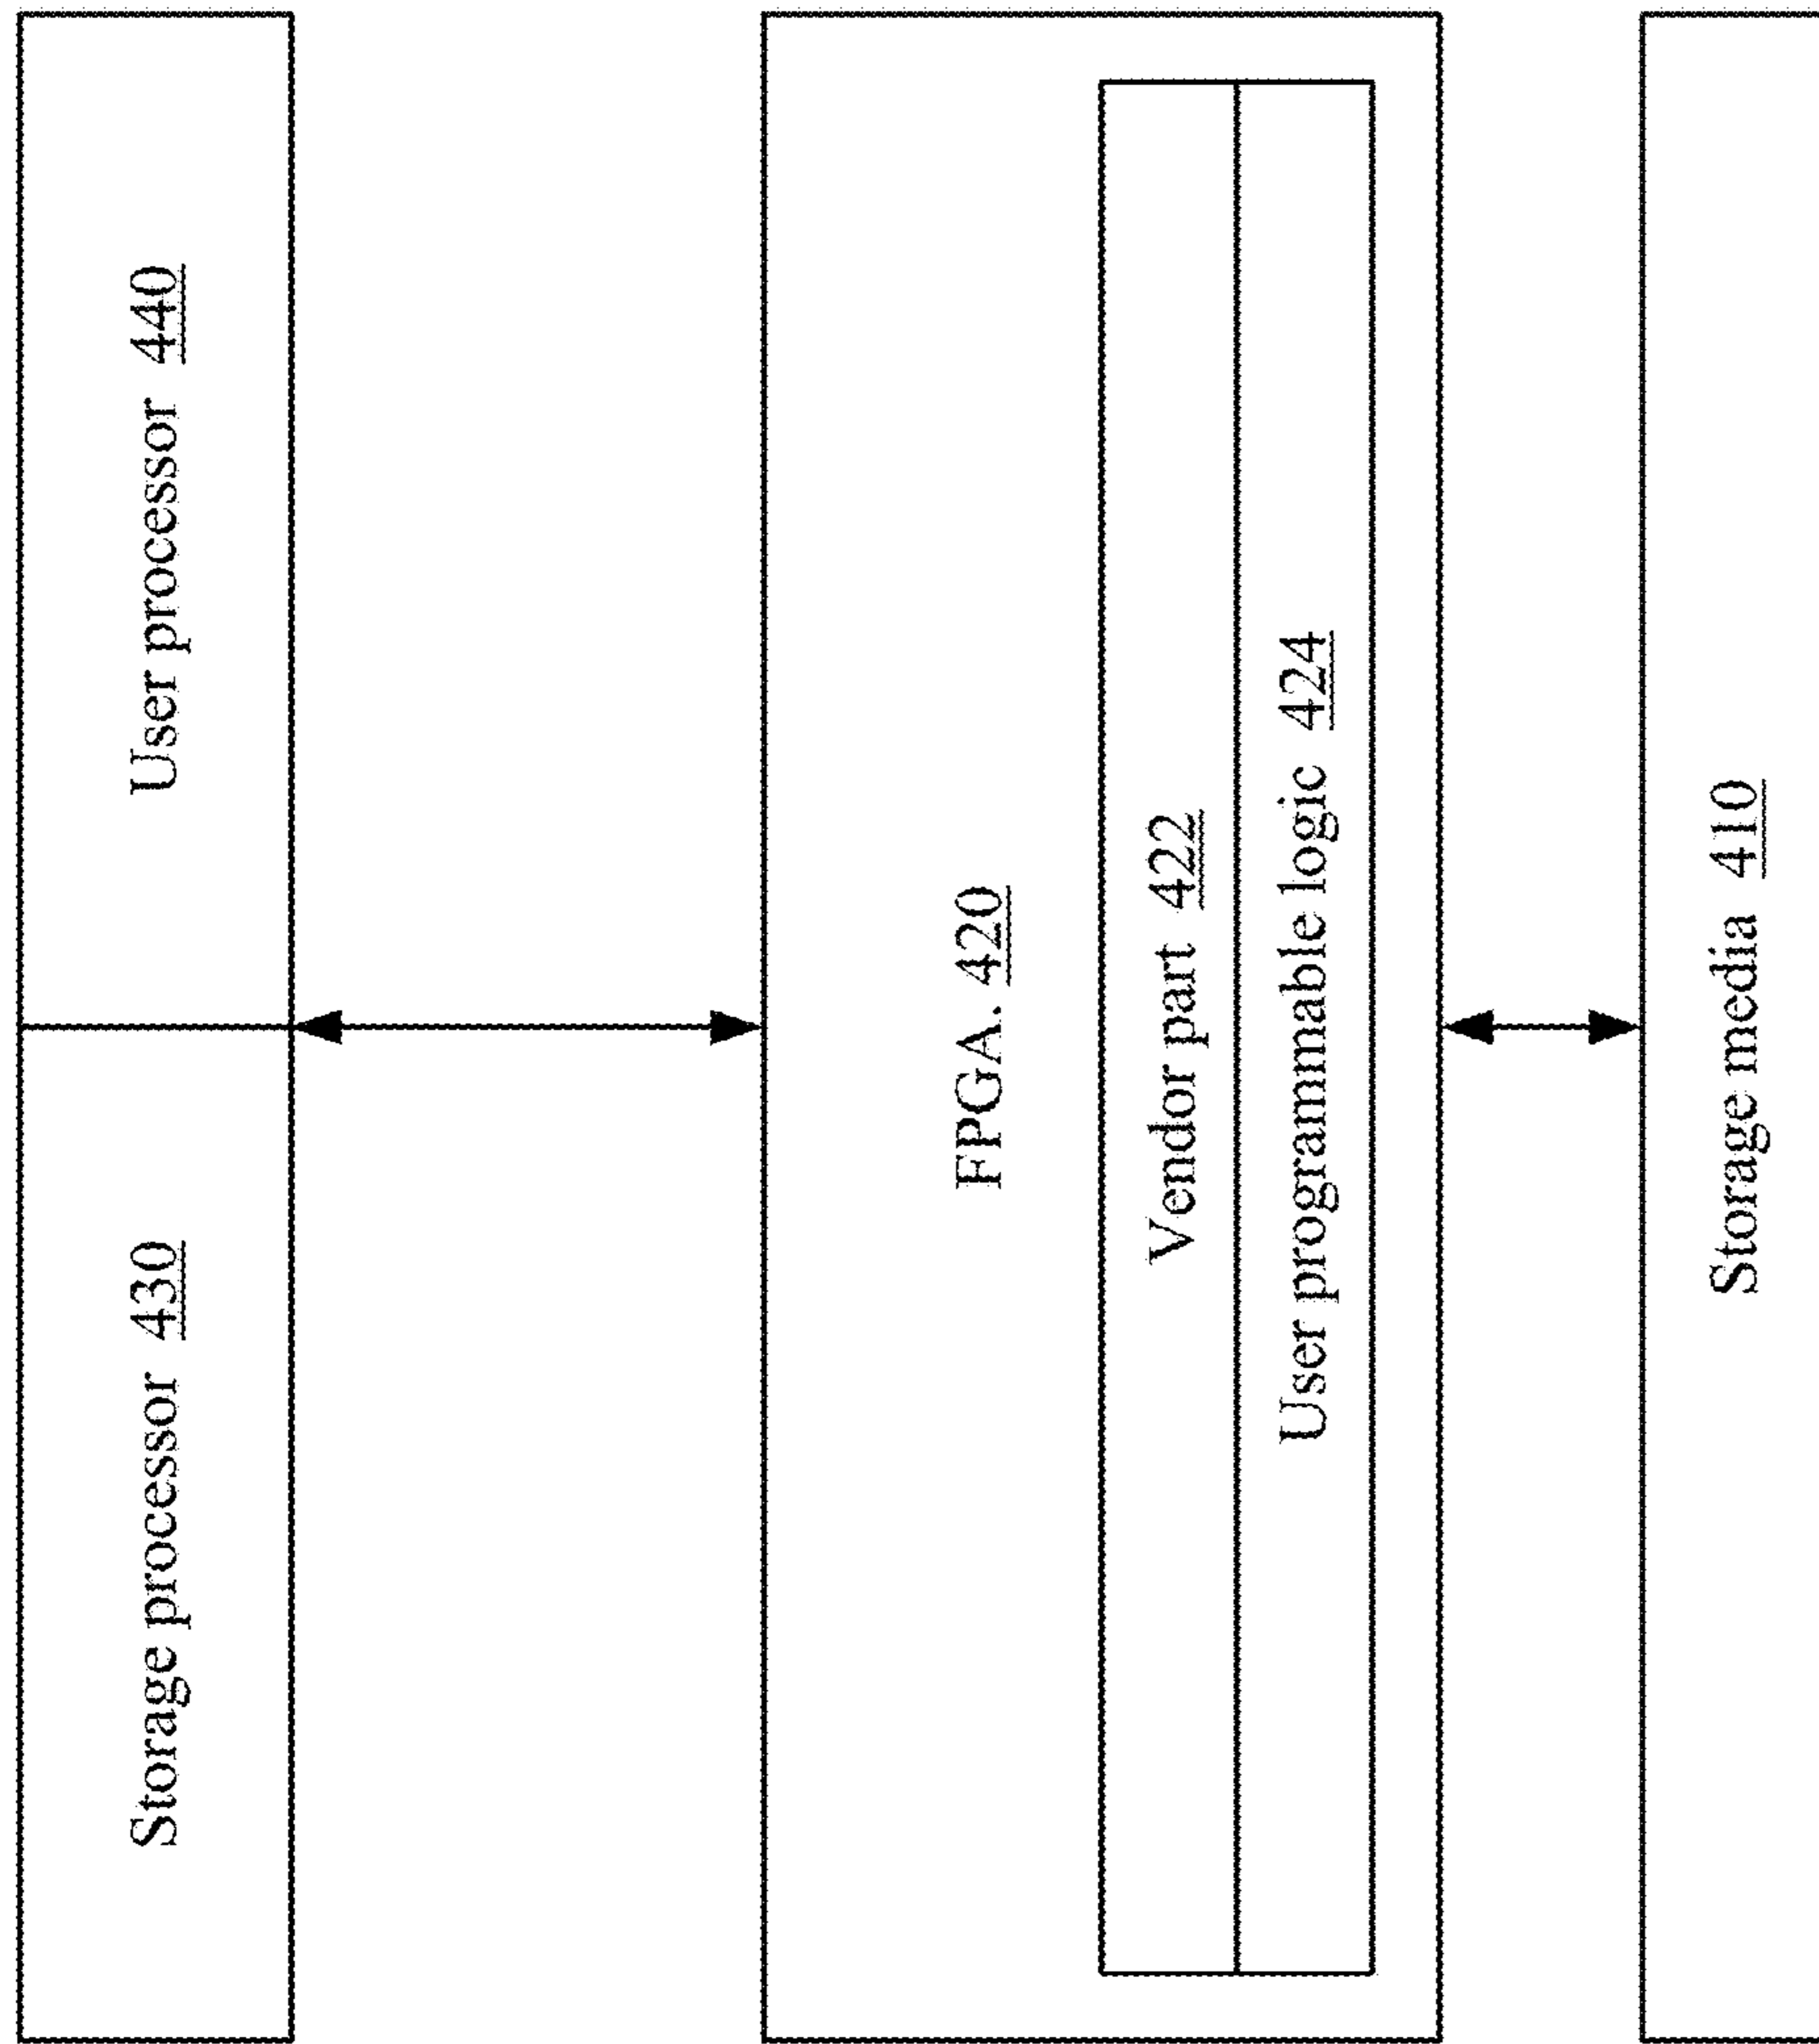 Storage processor 430
User processor 440
FPGA. 420
Vendor part 422
User programmable logic 424
Storage media 410